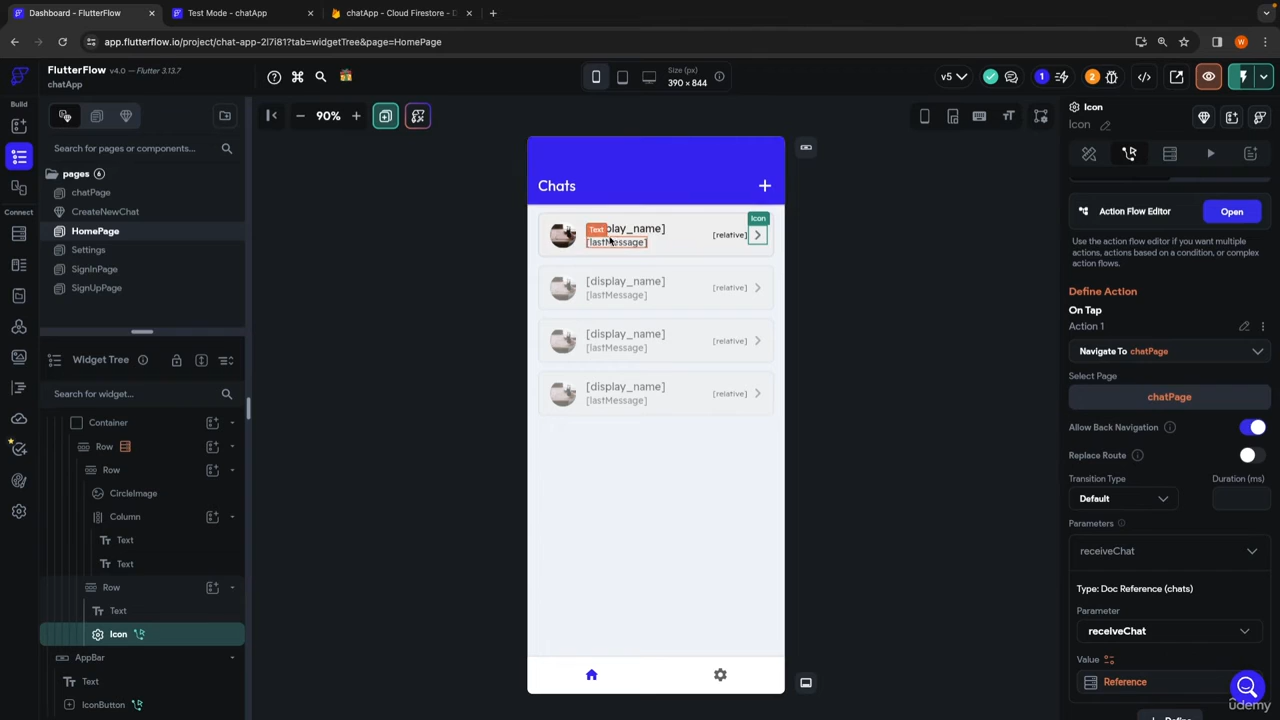 Dashboard - FlutterFlow
Test Mode - chatApp
chatApp - Cloud Firestore - D
app.flutterflow.io/project/chat-app-2l7i81?tab=widgetTree&page=HomePage
W
FlutterFlow v4.0 - Flutter 3.13.7
chatApp
Size (px)
390 × 844
v5
1
2
Build
Connect
Search for pages or components...
pages
chatPage
CreateNewChat
HomePage
Settings
SignInPage
SignUpPage
Widget Tree
Search for widget...
Container
Row
Row
CircleImage
Column
Text
Text
Row
Text
Icon
AppBar
Text
IconButton
90%
Chats
Icon
Text
play_name]
[lastMessage]
[relative]
[display_name]
[lastMessage]
[relative]
[display_name]
[lastMessage]
[relative]
[display_name]
[lastMessage]
[relative]
Icon
Icon
Action Flow Editor
Open
Use the action flow editor if you want multiple
actions, actions based on a condition, or complex
action flows.
Define Action
On Tap
Action 1
Navigate To chatPage
Select Page
chatPage
Allow Back Navigation
Replace Route
Transition Type
Duration (ms)
Default
Parameters
receiveChat
Type: Doc Reference (chats)
Parameter
receiveChat
Value
Reference
ûdemy